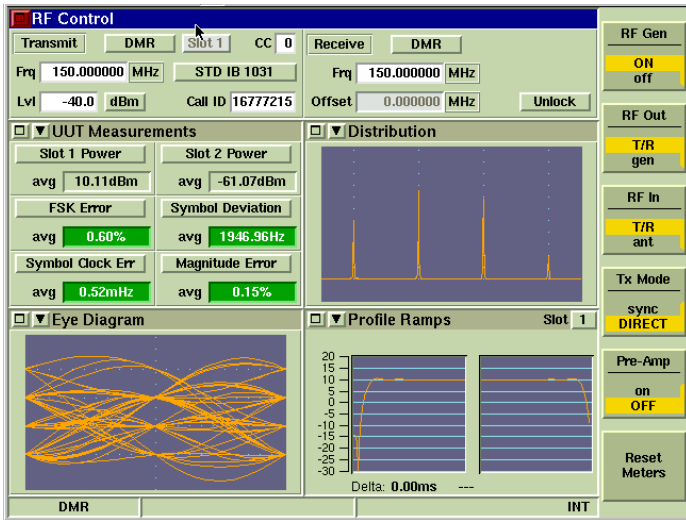 RF Control
Transmit DMR Slot 1 CC 0
Frq 150.000000 MHz STD IB 1031
Lvl -40.0 dBm Call ID 16777215
Receive DMR
Frq 150.000000 MHz
Offset 0.000000 MHz Unlock
UUT Measurements
Slot 1 Power Slot 2 Power
avg 10.11dBm avg -61.07dBm
FSK Error Symbol Deviation
avg 0.60% avg 1946.96Hz
Symbol Clock Err Magnitude Error
avg 0.52mHz avg 0.15%
Distribution
Eye Diagram
Profile Ramps Slot 1
20
15
10
5
0
-5
-10
-15
-20
-25
-30
Delta: 0.00ms ---
DMR INT
RF Gen
ON
off
RF Out
T/R
gen
RF In
T/R
ant
Tx Mode
sync
DIRECT
Pre-Amp
on
OFF
Reset
Meters